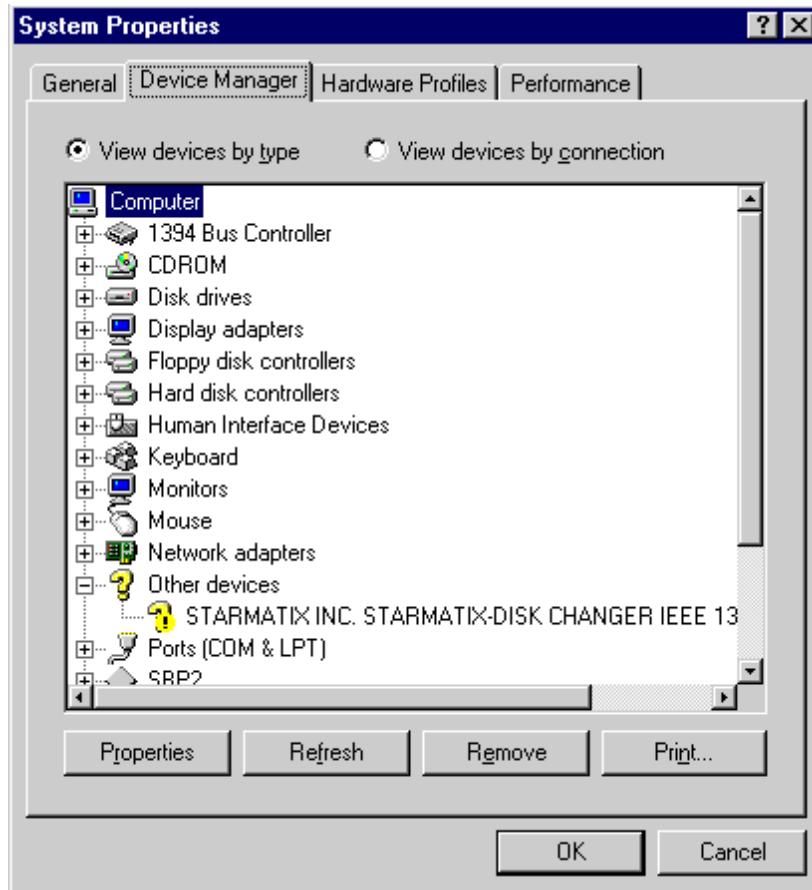 System Properties
General Device Manager Hardware Profiles Performance
View devices by type View devices by connection
Computer
1394 Bus Controller
CDROM
Disk drives
Display adapters
Floppy disk controllers
Hard disk controllers
Human Interface Devices
Keyboard
Monitors
Mouse
Network adapters
Other devices
STARMATIX INC. STARMATIX-DISK CHANGER IEEE 13
Ports (COM & LPT)
SBP2
Properties Refresh Remove Print...
OK Cancel